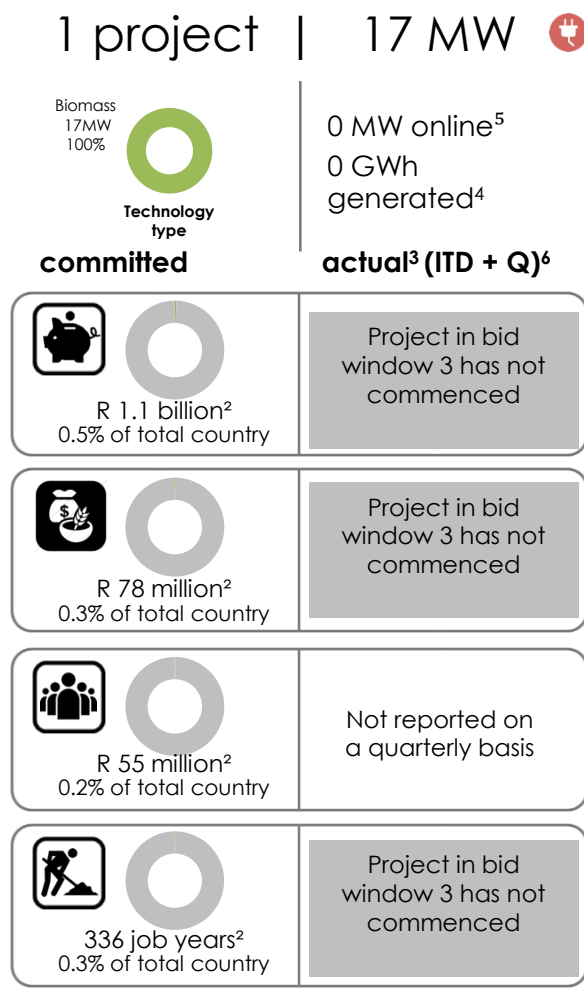 1 project | 17 MW
Biomass
17MW
100%
Technology
type
0 MW online⁵
0 GWh
generated⁴
committed
actual³ (ITD + Q)⁶
R 1.1 billion²
0.5% of total country
Project in bid
window 3 has not
commenced
$
R 78 million²
0.3% of total country
Project in bid
window 3 has not
commenced
R 55 million²
0.2% of total country
Not reported on
a quarterly basis
336 job years²
0.3% of total country
Project in bid
window 3 has not
commenced